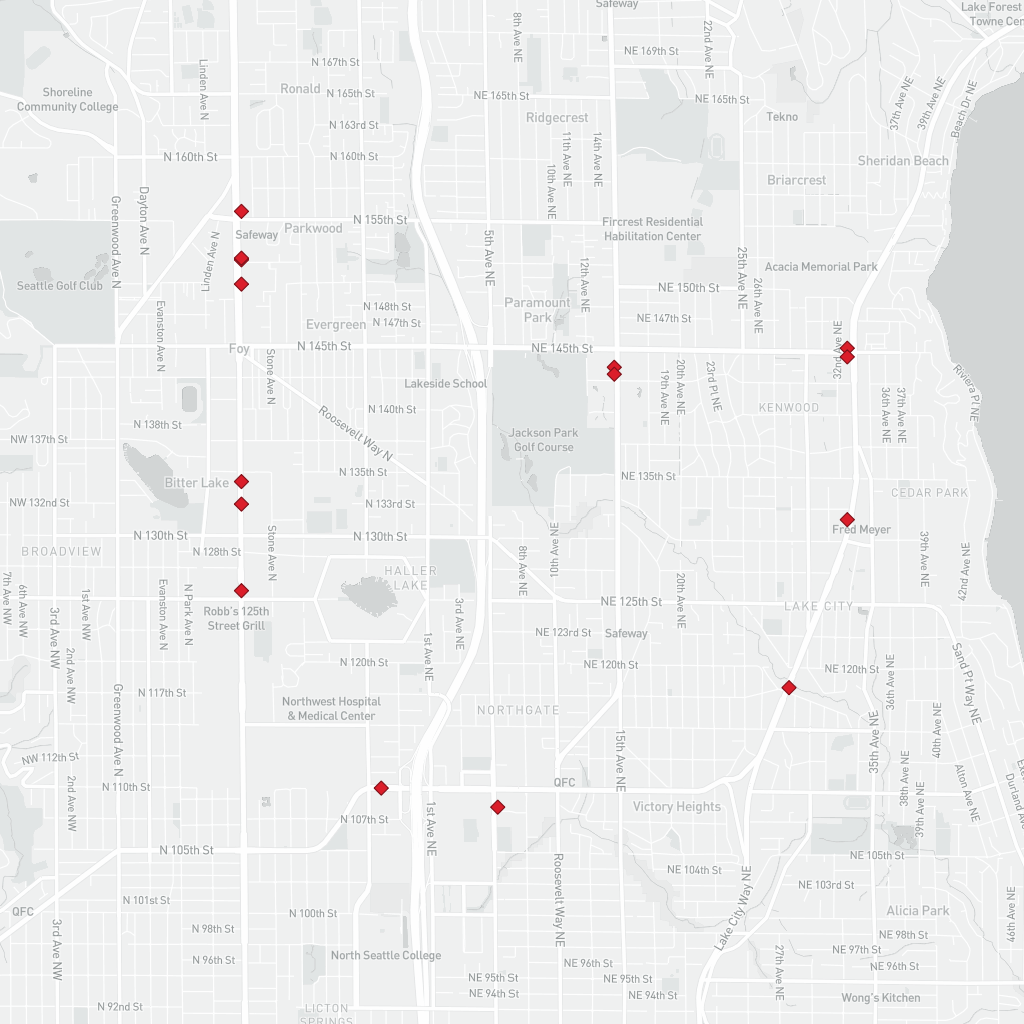 Safeway
Lake Forest
Towne Cen
8th Ave NE
22nd Ave NE
NE 169th St
N 167th St
Linden Ave N
Ronald
N 165th St
NE 165th St
NE 165th St
37th Ave NE
39th Ave NE
Beach Dr NE
Shoreline
Community College
Ridgecrest
Tekno
N 163rd St
11th Ave NE
14th Ave NE
N 160th St
N 160th St
Sheridan Beach
10th Ave NE
Briarcrest
Greenwood Ave N
Dayton Ave N
N 155th St
Parkwood
Safeway
Fircrest Residential
Habilitation Center
Linden Ave N
5th Ave NE
12th Ave NE
25th Ave NE
26th Ave NE
Acacia Memorial Park
Seattle Golf Club
NE 150th St
Paramount
Park
N 148th St
N 147th St
NE 147th St
Evergreen
Evanston Ave N
32nd Ave NE
Foy
N 145th St
NE 145th St
Stone Ave N
Lakeside School
19th Ave NE
20th Ave NE
23rd Pl NE
Riviera Pl NE
36th Ave NE
37th Ave NE
KENWOOD
N 140th St
Roosevelt Way N
N 138th St
NW 137th St
Jackson Park
Golf Course
N 135th St
NE 135th St
Bitter Lake
CEDAR PARK
NW 132nd St
N 133rd St
Fred Meyer
N 130th St
N 130th St
BROADVIEW
N 128th St
Stone Ave N
8th Ave NE
10th Ave NE
39th Ave NE
42nd Ave NE
HALLER
LAKE
7th Ave NW
6th Ave NW
3rd Ave NW
1st Ave NW
Evanston Ave N
N Park Ave N
Robb's 125th
Street Grill
3rd Ave NE
20th Ave NE
NE 125th St
LAKE CITY
1st Ave NE
NE 123rd St
Safeway
2nd Ave NW
N 120th St
NE 120th St
NE 120th St
36th Ave NE
Sand Pt Way NE
Greenwood Ave N
N 117th St
Northwest Hospital
& Medical Center
NORTHGATE
15th Ave NE
35th Ave NE
40th Ave NE
NW 112th St
2nd Ave NW
N 110th St
QFC
38th Ave NE
39th Ave NE
Alton Ave NE
Durland Av
1st Ave NE
N 107th St
Victory Heights
N 105th St
NE 105th St
Roosevelt Way NE
NE 104th St
Lake City Way NE
NE 103rd St
N 101st St
QFC
N 100th St
Alicia Park
46th Ave NE
3rd Ave NW
N 98th St
NE 98th St
27th Ave NE
NE 97th St
North Seattle College
N 96th St
NE 96th St
NE 96th St
NE 95th St
NE 95th St
NE 94th St
NE 94th St
Wong's Kitchen
N 92nd St
LICTON
SPRINGS